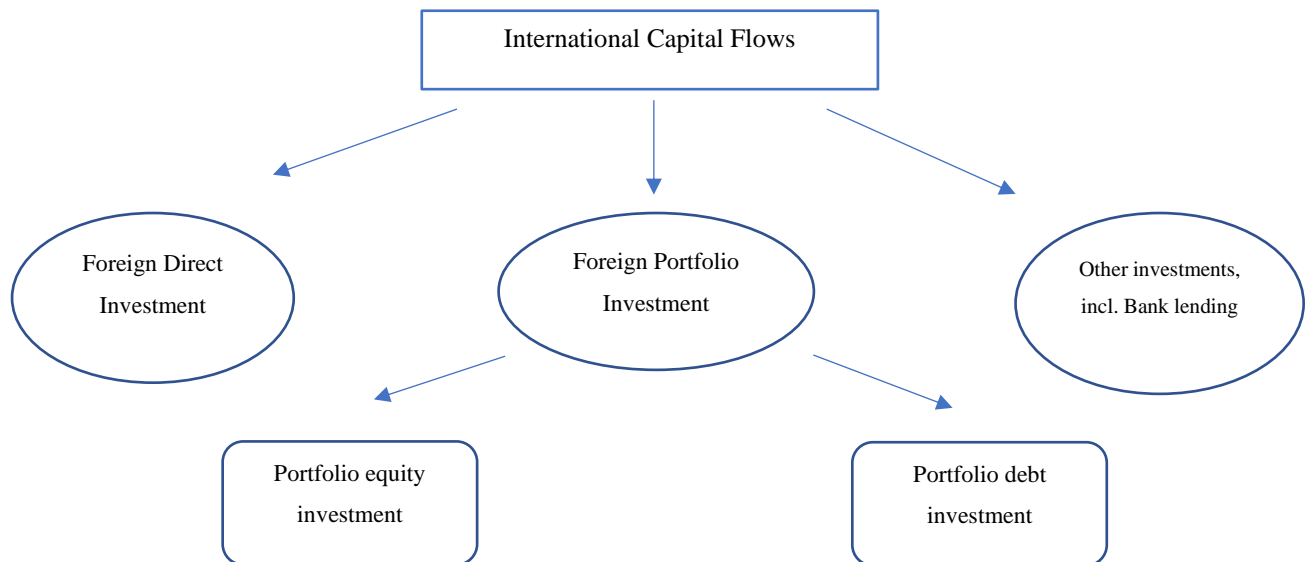 International Capital Flows
Foreign Direct
Investment
Foreign Portfolio
Investment
Other investments,
incl. Bank lending
Portfolio equity
investment
Portfolio debt
investment